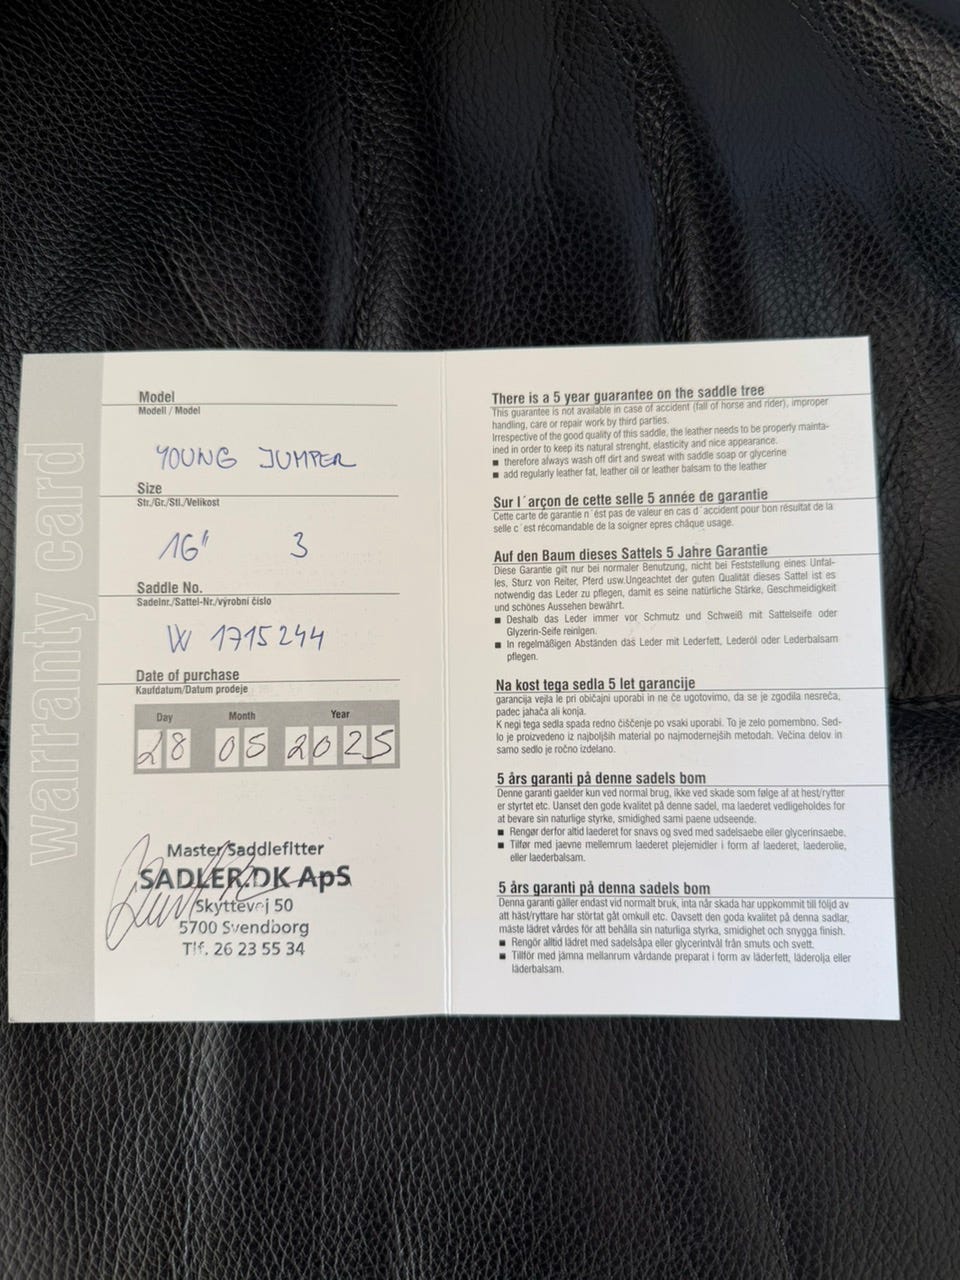 warranty card
Model
Modell / Model
YOUNG JUMPER
Size
Str./Gr./Stl./Velikost
16" 3
Saddle No.
Sadelnr./Sattel-Nr./výrobní číslo
W 1715244
Date of purchase
Kaufdatum/Datum prodeje
Day Month Year
28 05 2025
Master Saddlefitter
SADLER.DK ApS
Skyttevej 50
5700 Svendborg
Tlf. 26 23 55 34
There is a 5 year guarantee on the saddle tree
This guarantee is not available in case of accident (fall of horse and rider), improper
handling, care or repair work by third parties.
Irrespective of the good quality of this saddle, the leather needs to be properly mainta-
ined in order to keep its natural strenght, elasticity and nice appearance.
■ therefore always wash off dirt and sweat with saddle soap or glycerine
■ add regularly leather fat, leather oil or leather balsam to the leather
Sur l´arçon de cette selle 5 année de garantie
Cette carte de garantie n´ést pas de valeur en cas d´accident pour bon résultat de la
selle c´est récomandable de la soigner epres châque usage.
Auf den Baum dieses Sattels 5 Jahre Garantie
Diese Garantie gilt nur bei normaler Benutzung, nicht bei Feststellung eines Unfal-
les, Sturz von Reiter, Pferd usw.Ungeachtet der guten Qualität dieses Sattel ist es
notwendig das Leder zu pflegen, damit es seine natürliche Stärke, Geschmeidigkeit
und schönes Aussehen bewährt.
■ Deshalb das Leder immer vor Schmutz und Schweiß mit Sattelseife oder
Glyzerin-Seife reinigen.
■ In regelmäßigen Abständen das Leder mit Lederfett, Lederöl oder Lederbalsam
pflegen.
Na kost tega sedla 5 let garancije
garancija vejla le pri običajni uporabi in ne če ugotovimo, da se je zgodila nesreča,
padec jahača ali konja.
K negi tega sedla spada redno čiščenje po vsaki uporabi. To je zelo pomembno. Sed-
lo je proizvedeno iz najboljših material po najmodernejših metodah. Večina delov in
samo sedlo je ročno izdelano.
5 års garanti på denne sadels bom
Denne garanti gaelder kun ved normal brug, ikke ved skade som følge af at hest/rytter
er styrtet etc. Uanset den gode kvalitet på denne sadel, ma laederet vedligeholdes for
at bevare sin naturlige styrke, smidighed sami paene udseende.
■ Rengør derfor altid laederet for snavs og sved med sadelsaebe eller glycerinsaebe.
■ Tilfør med jaevne mellemrum laederet plejemidler i form af laederet, laederolie,
eller laederbalsam.
5 års garanti på denna sadels bom
Denna garanti gäller endast vid normalt bruk, inta når skada har uppkommit till följd av
att häst/ryttare har störtat gåt omkull etc. Oavsett den goda kvalitet på denna sadlar,
måste lädret vårdes för att behålla sin naturliga styrka, smidighet och snygga finish.
■ Rengör alltid lädret med sadelsåpa eller glycerintvål från smuts och svett.
■ Tillför med jämna mellanrum vårdande preparat i form av läderfett, läderolja eller
läderbalsam.